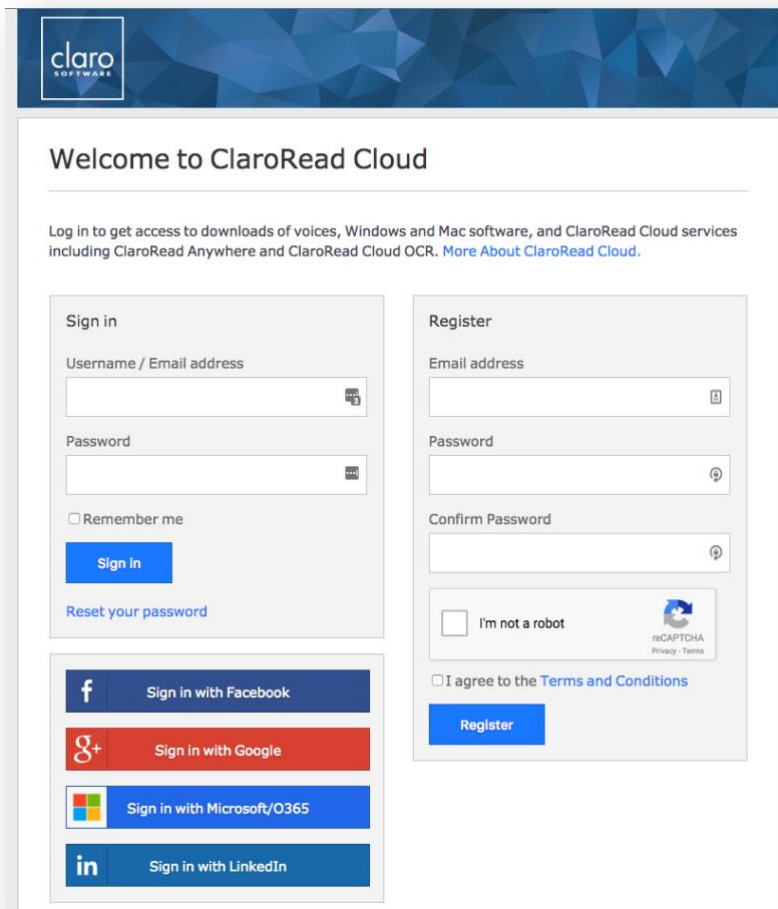 claro
SOFTWARE
Welcome to ClaroRead Cloud
Log in to get access to downloads of voices, Windows and Mac software, and ClaroRead Cloud services
including ClaroRead Anywhere and ClaroRead Cloud OCR. More About ClaroRead Cloud.
Sign in
Username / Email address
3
Password
Remember me
Sign in
Reset your password
f Sign in with Facebook
g+ Sign in with Google
Sign in with Microsoft/O365
in Sign in with LinkedIn
Register
Email address
Password
Confirm Password
I'm not a robot
reCAPTCHA
Privacy - Terms
I agree to the Terms and Conditions
Register